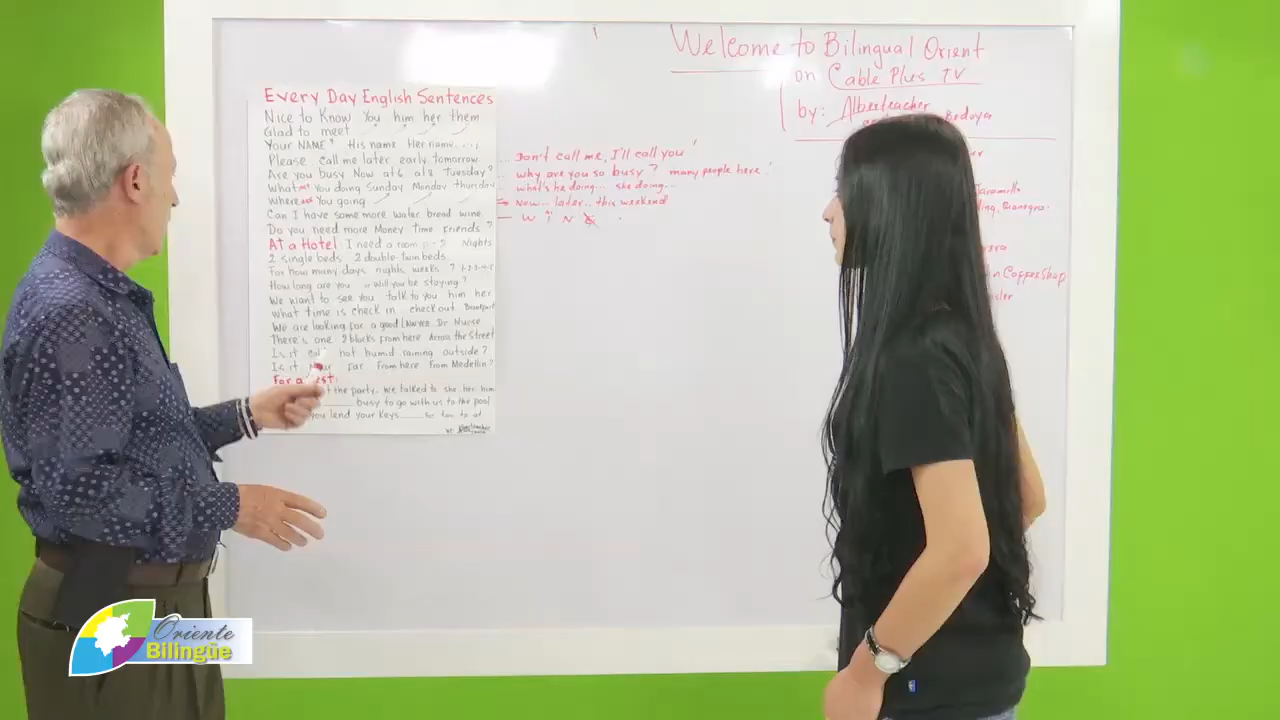 Welcome to Bilingual Orient
on Cable Plus TV
by: Alberteacher
Bedoya
Jaramillo
in Coffee Shop
Every Day English Sentences
Nice to Know You him her them
Glad to meet
Your NAME? His name Her name....
Please call me later early tomorrow
Are you busy Now at 6 at 8 Tuesday?
What are You doing Sunday Monday thursday
Where are You going
Can I have some more water bread wine
Do you need more Money time friends?
At a Hotel I need a room Nights
2 single beds 2 double-twin beds
For how many days nights weeks ? 1-2-3-4-5
How long are you or will you be staying?
We want to see you talk to you him her
What time is check in check out Breakfast
We are looking for a good Lawyer Dr. Nurse
There is one 2 blocks from here Across the Street
Is it hot humid raining outside?
Is it far From here From Medellin?
For a
the party. We talked to she her him
busy to go with us to the pool
you lend your keys
Don't call me, I'll call you!
why are you so busy? many people here!
what's he doing... she doing...
Now... later.. this weekend
W i N E
Oriente
Bilingüe